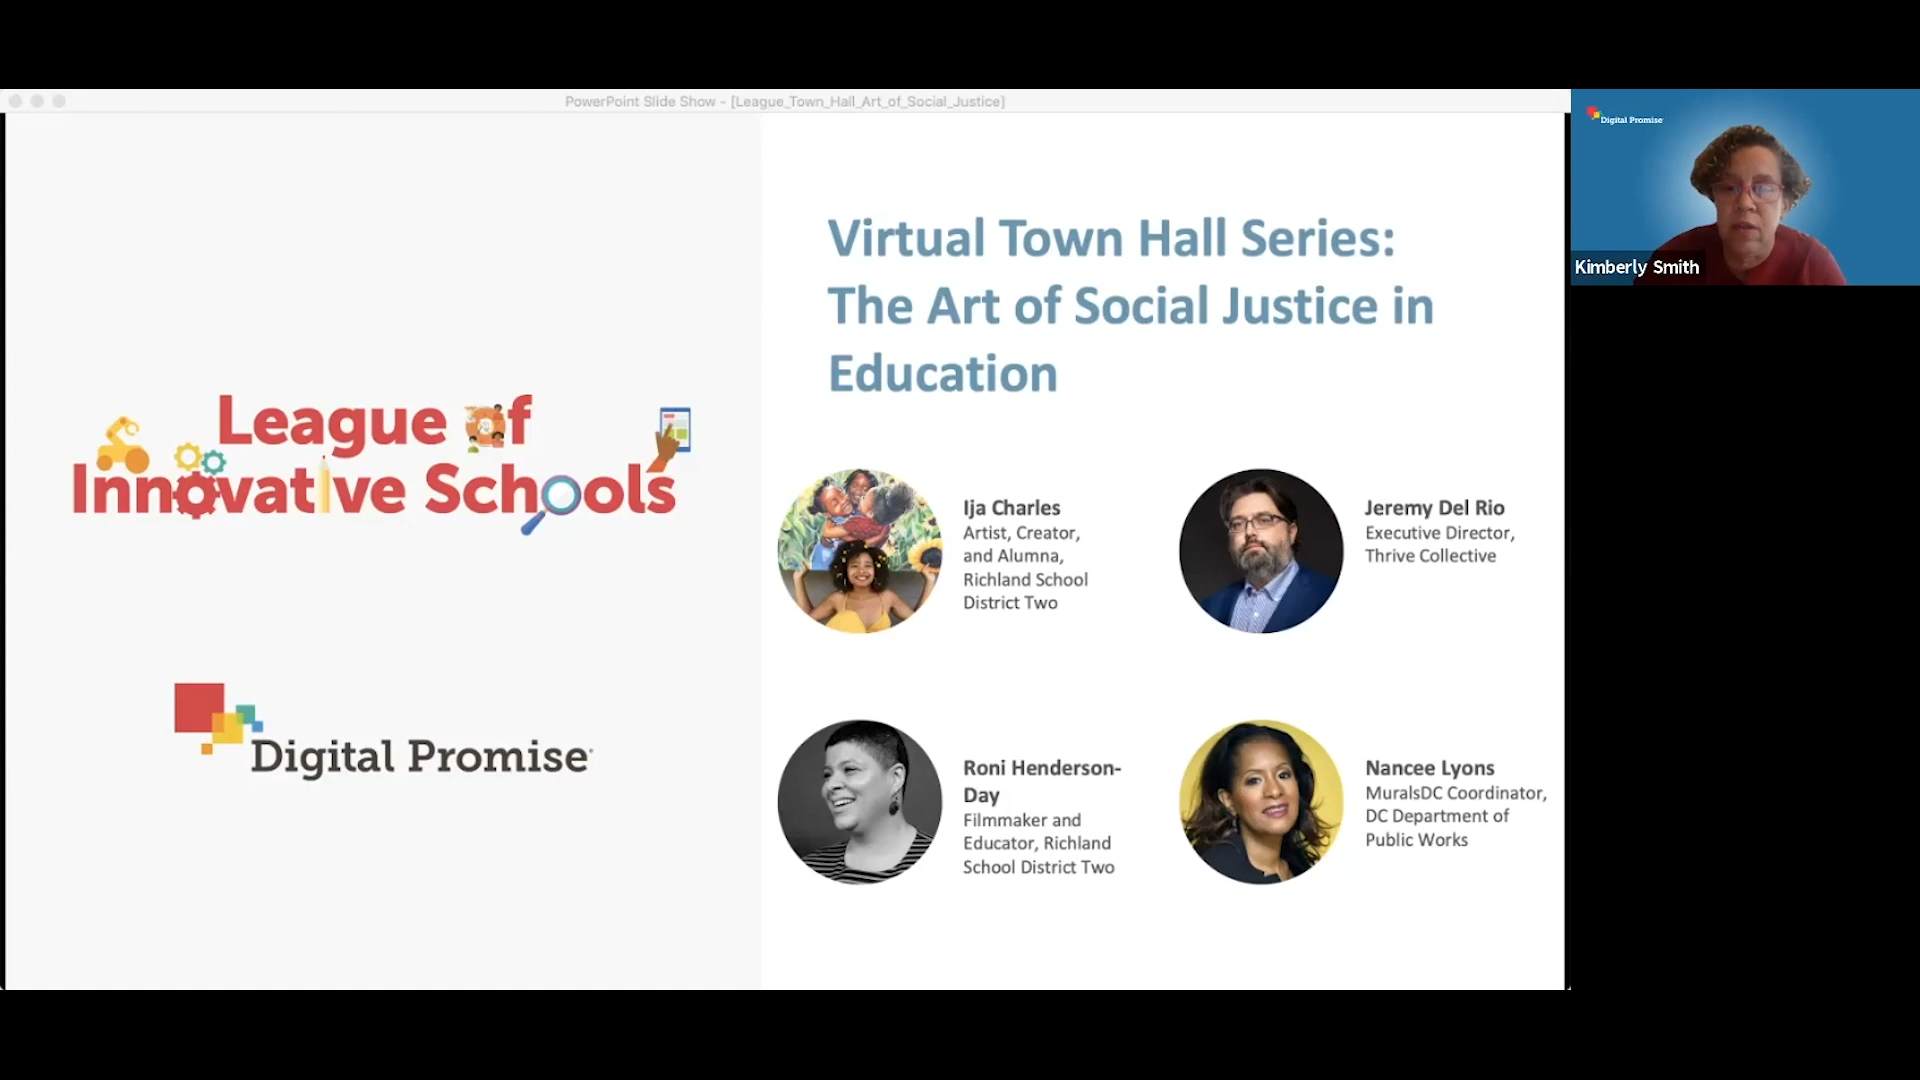 PowerPoint Slide Show - [League_Town_Hall_Art_of_Social_Justice]
League of
Innovative Schools
Digital Promise
Virtual Town Hall Series:
The Art of Social Justice in
Education
Ija Charles
Artist, Creator,
and Alumna,
Richland School
District Two
Jeremy Del Rio
Executive Director,
Thrive Collective
Roni Henderson-
Day
Filmmaker and
Educator, Richland
School District Two
Nancee Lyons
MuralsDC Coordinator,
DC Department of
Public Works
Digital Promise
Kimberly Smith